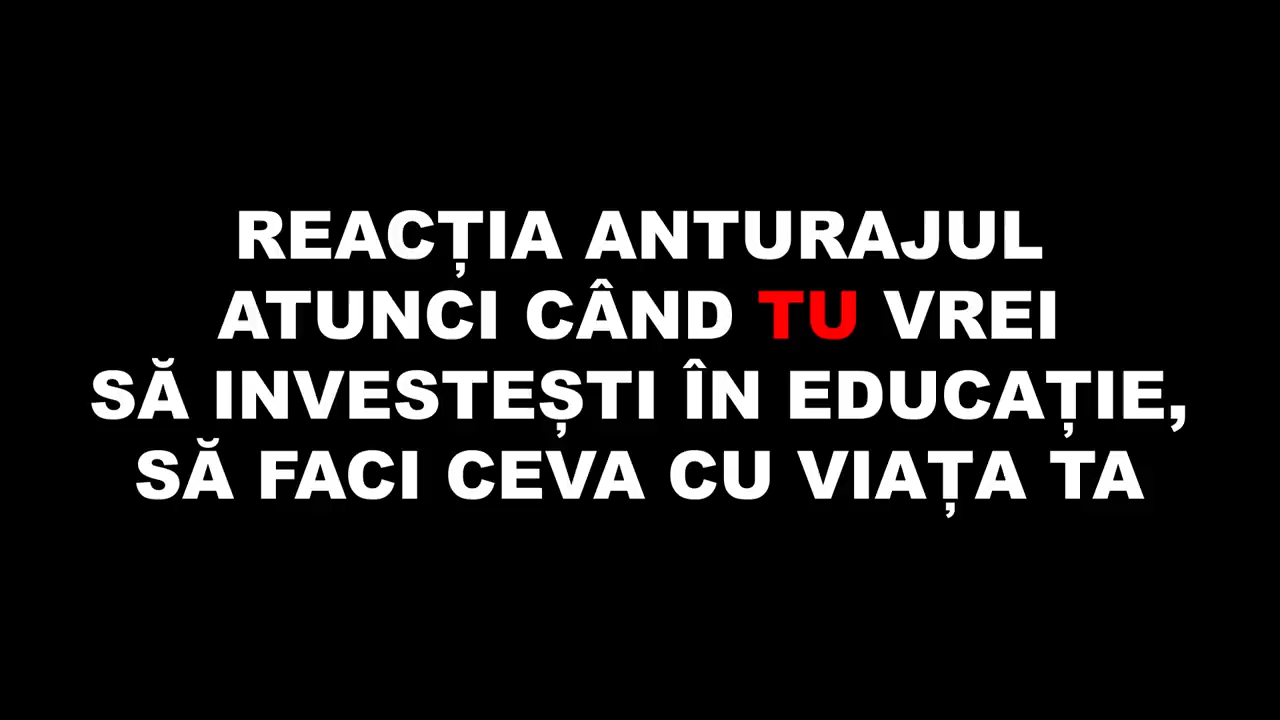 REACȚIA ANTURAJUL
ATUNCI CÂND TU VREI
SĂ INVESTEȘTI ÎN EDUCAȚIE,
SĂ FACI CEVA CU VIAȚA TA